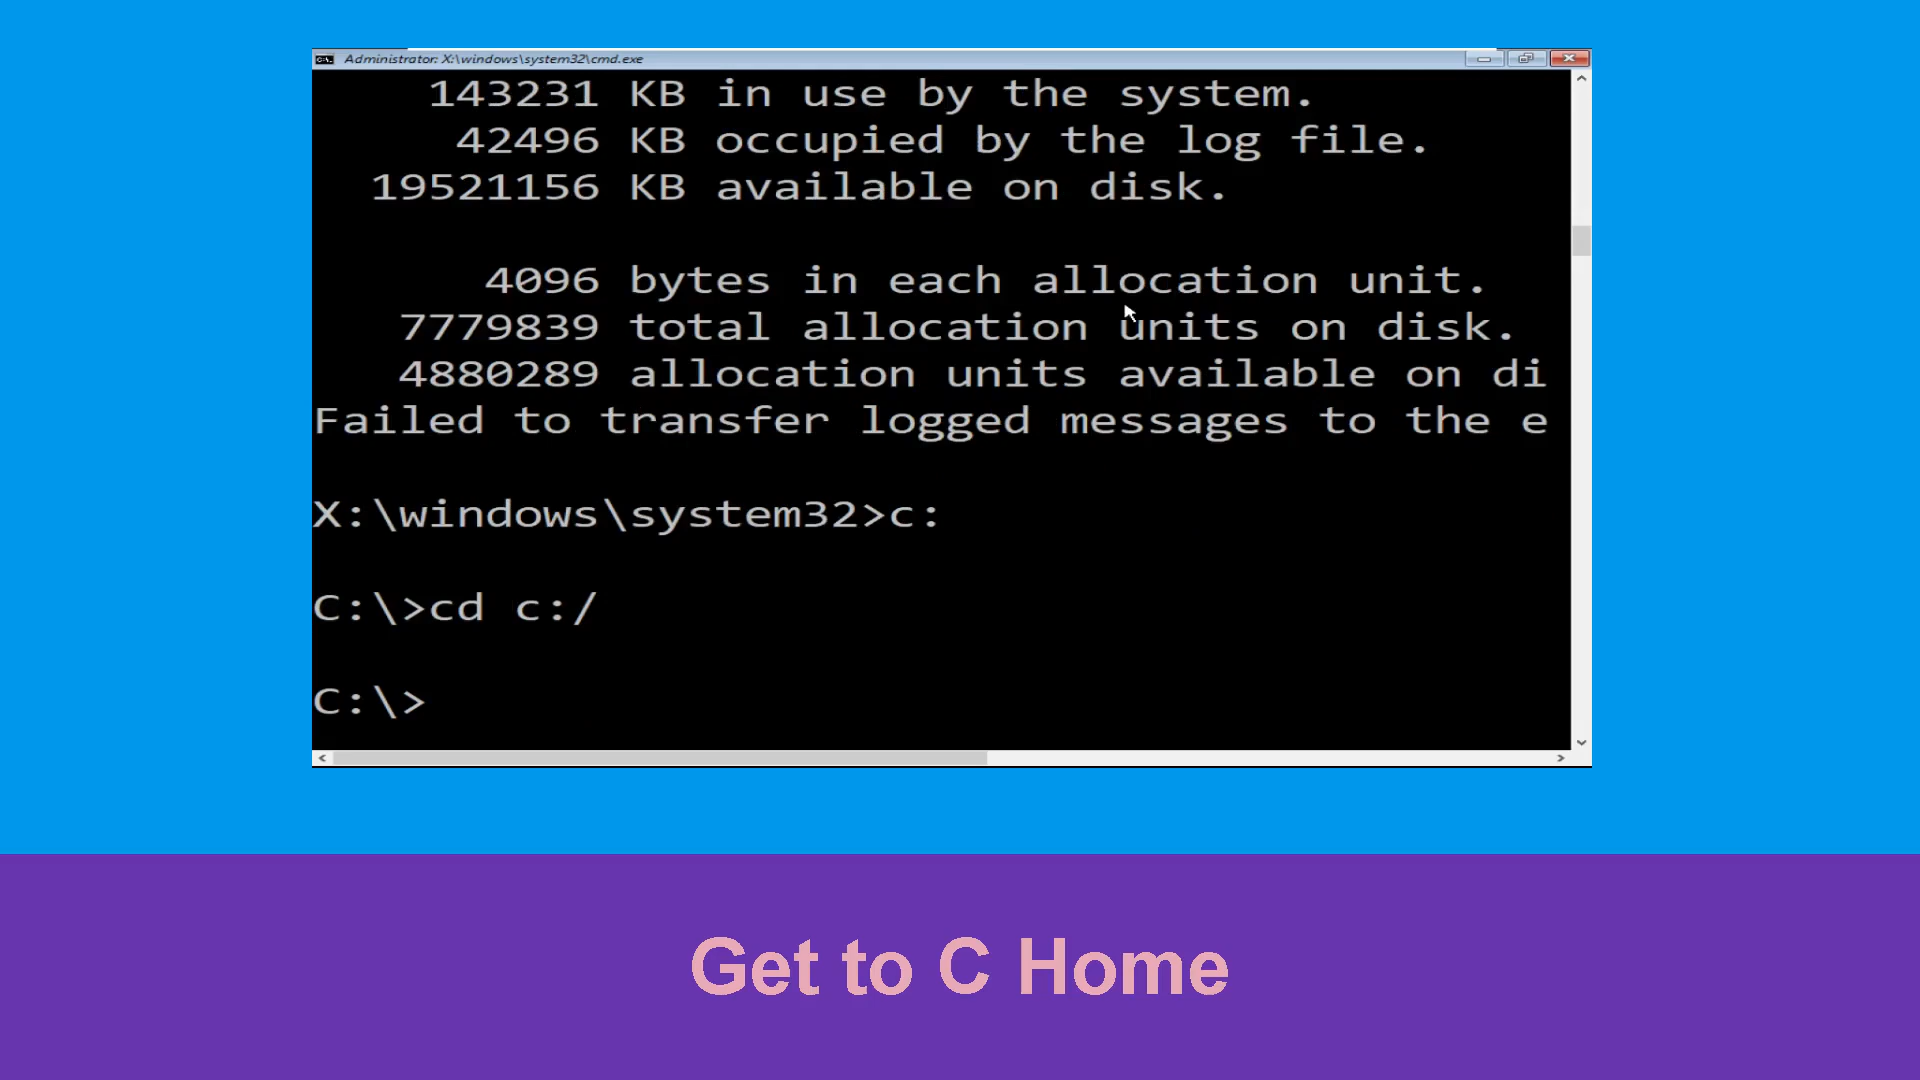 Administrator: X:\windows\system32\cmd.exe
143231 KB in use by the system.
42496 KB occupied by the log file.
19521156 KB available on disk.
4096 bytes in each allocation unit.
7779839 total allocation units on disk.
4880289 allocation units available on di
Failed to transfer logged messages to the e
X:\windows\system32>c:
C:\>cd c:/
C:\>
Get to C Home